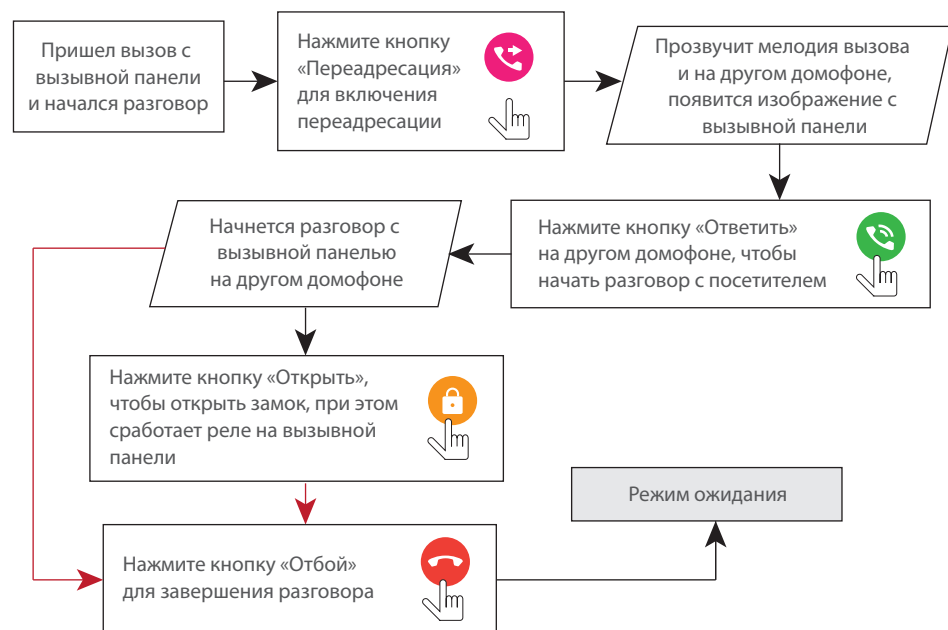 Пришел вызов с
вызывной панели
и начался разговор
Нажмите кнопку
«Переадресация»
для включения
переадресации
Прозвучит мелодия вызова
и на другом домофоне,
появится изображение с
вызывной панели
Нажмите кнопку «Ответить»
на другом домофоне, чтобы
начать разговор с посетителем
Начнется разговор с
вызывной панелью
на другом домофоне
Нажмите кнопку «Открыть»,
чтобы открыть замок, при этом
сработает реле на вызывной
панели
Режим ожидания
Нажмите кнопку «Отбой»
для завершения разговора